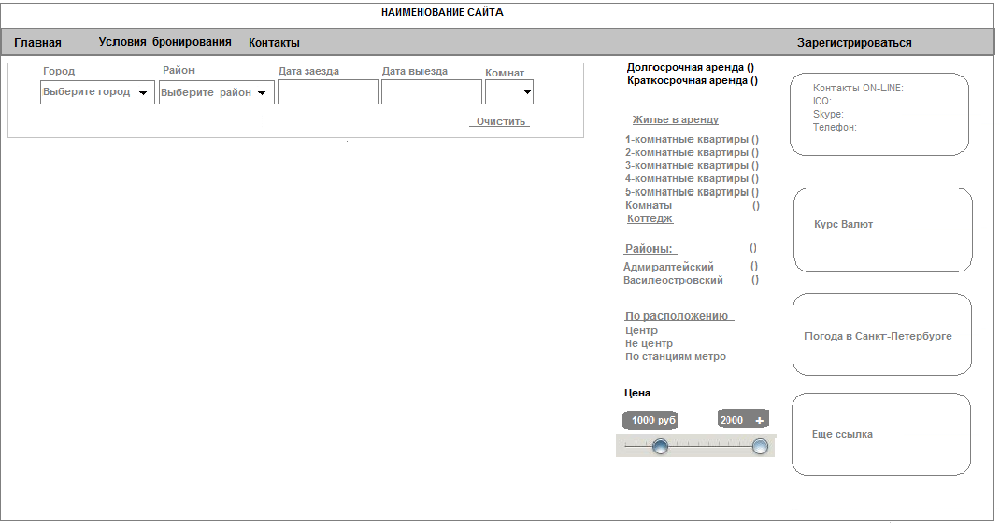 НАИМЕНОВАНИЕ САЙТА
Главная Условия бронирования Контакты Зарегистрироваться
Город Район Дата заезда Дата выезда Комнат
Выберите город Выберите район
Очистить
Долгосрочная аренда ()
Краткосрочная аренда ()
Жилье в аренду
1-комнатные квартиры ()
2-комнатные квартиры ()
3-комнатные квартиры ()
4-комнатные квартиры ()
5-комнатные квартиры ()
Комнаты ()
Коттедж
Районы: ()
Адмиралтейский ()
Василеостровский ()
По расположению
Центр
Не центр
По станциям метро
Цена
1000 руб 2000 +
Контакты ON-LINE:
ICQ:
Skype:
Телефон:
Курс Валют
Погода в Санкт-Петербурге
Еще ссылка